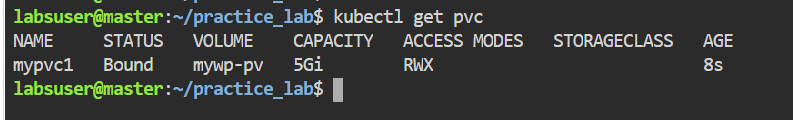 labsuser@master:~/practice_lab$ kubectl get pvc
NAME     STATUS   VOLUME    CAPACITY   ACCESS MODES   STORAGECLASS   AGE
mypvc1   Bound    mywp-pv   5Gi        RWX                           8s
labsuser@master:~/practice_lab$